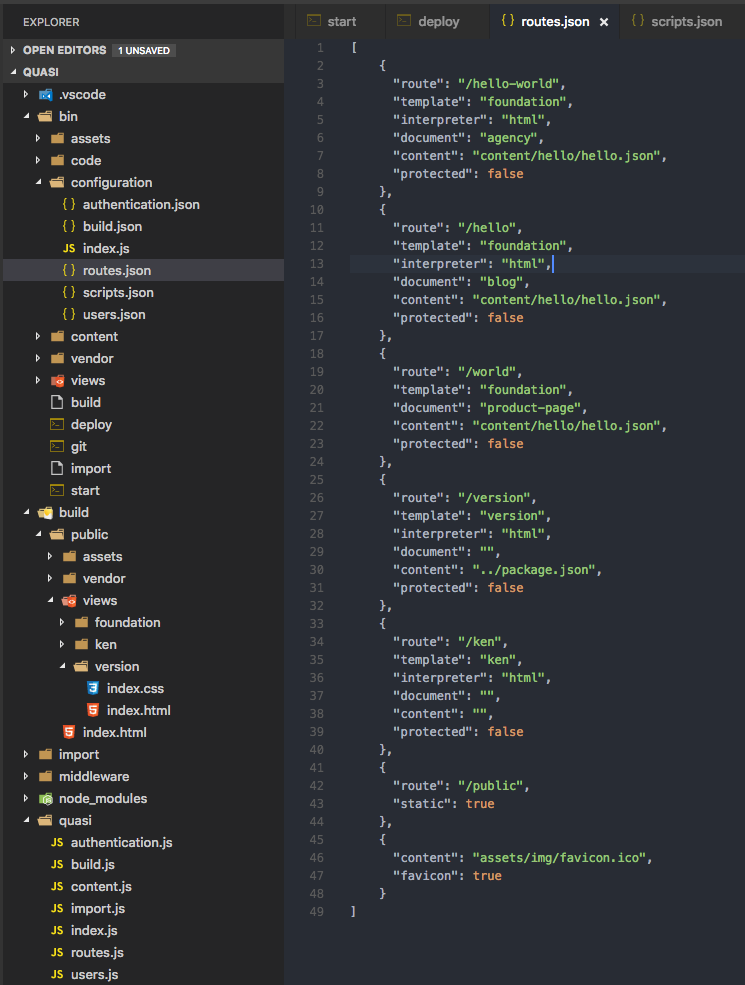 EXPLORER
OPEN EDITORS 1 UNSAVED
QUASI
.vscode
bin
assets
code
configuration
authentication.json
build.json
index.js
routes.json
scripts.json
users.json
content
vendor
views
build
deploy
git
import
start
build
public
assets
vendor
views
foundation
ken
version
index.css
index.html
index.html
import
middleware
node_modules
quasi
authentication.js
build.js
content.js
import.js
index.js
routes.js
users.js
start deploy routes.json × scripts.json
1 [
2 {
3 "route": "/hello-world",
4 "template": "foundation",
5 "interpreter": "html",
6 "document": "agency",
7 "content": "content/hello/hello.json",
8 "protected": false
9 },
10 {
11 "route": "/hello",
12 "template": "foundation",
13 "interpreter": "html",
14 "document": "blog",
15 "content": "content/hello/hello.json",
16 "protected": false
17 },
18 {
19 "route": "/world",
20 "template": "foundation",
21 "document": "product-page",
22 "content": "content/hello/hello.json",
23 "protected": false
24 },
25 {
26 "route": "/version",
27 "template": "version",
28 "interpreter": "html",
29 "document": "",
30 "content": "../package.json",
31 "protected": false
32 },
33 {
34 "route": "/ken",
35 "template": "ken",
36 "interpreter": "html",
37 "document": "",
38 "content": "",
39 "protected": false
40 },
41 {
42 "route": "/public",
43 "static": true
44 },
45 {
46 "content": "assets/img/favicon.ico",
47 "favicon": true
48 }
49 ]